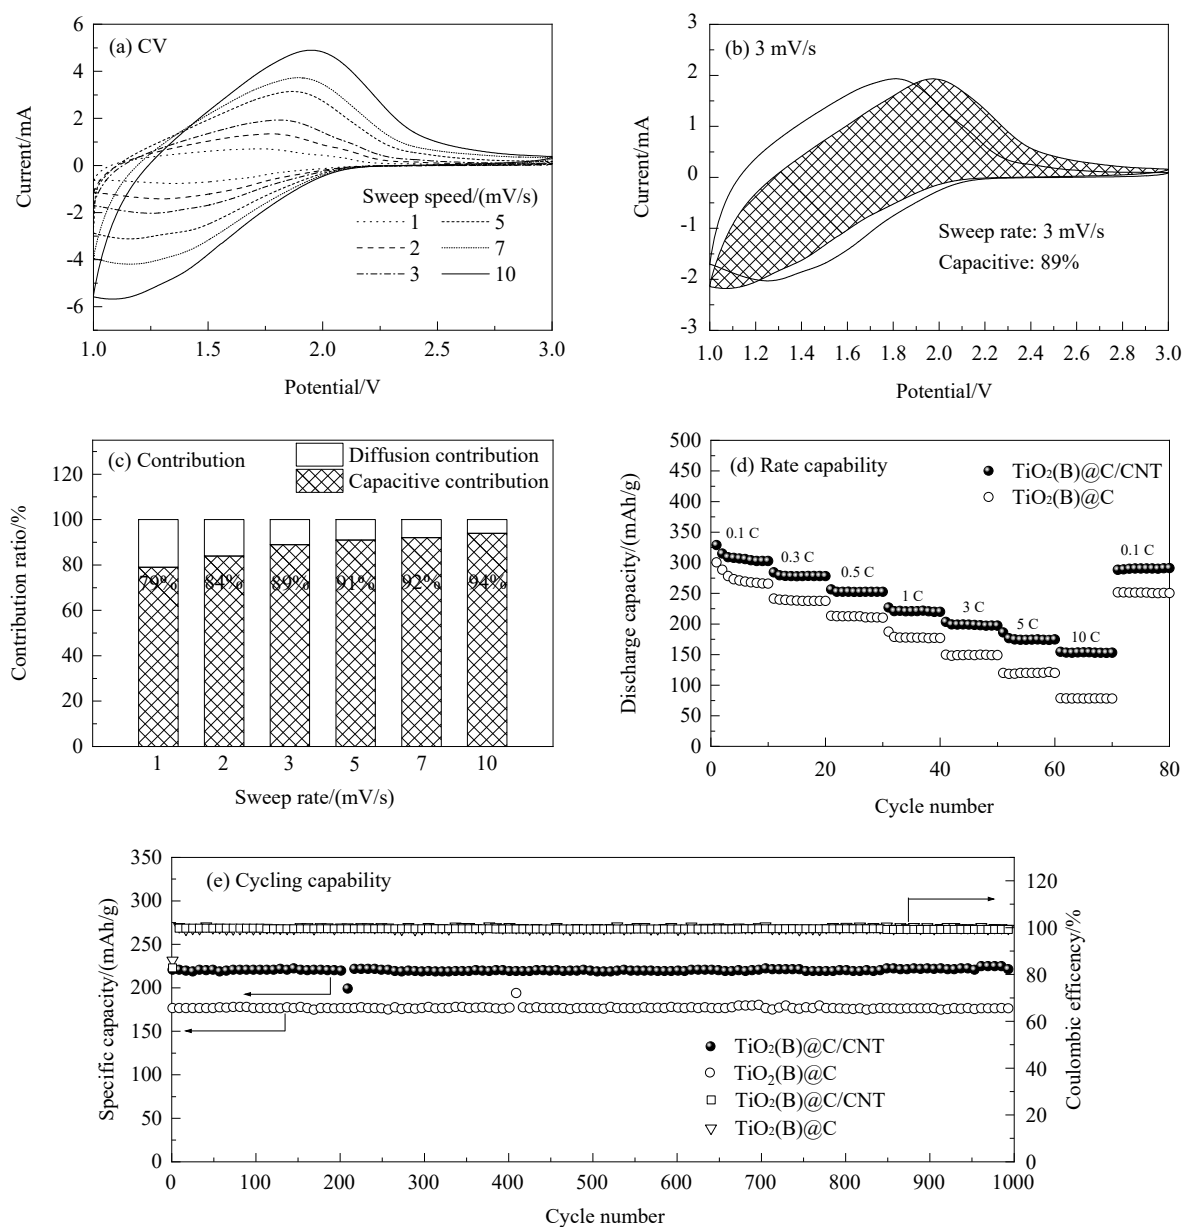 (a) CV
6
4
2
0
-2
-4
-6
Current/mA
Sweep speed/(mV/s)
1
5
2
7
3
10
1.0
1.5
2.0
2.5
3.0
Potential/V
(b) 3 mV/s
3
2
1
0
-1
-2
-3
Current/mA
Sweep rate: 3 mV/s
Capacitive: 89%
1.0
1.2
1.4
1.6
1.8
2.0
2.2
2.4
2.6
2.8
3.0
Potential/V
(c) Contribution
Diffusion contribution
Capacitive contribution
120
100
80
60
40
20
0
Contribution ratio/%
79%
84%
89%
91%
92%
94%
1
2
3
5
7
10
Sweep rate/(mV/s)
(d) Rate capability
TiO2(B)@C/CNT
TiO2(B)@C
500
450
400
350
300
250
200
150
100
50
0
Discharge capacity/(mAh/g)
0.1 C
0.3 C
0.5 C
1 C
3 C
5 C
10 C
0.1 C
0
20
40
60
80
Cycle number
(e) Cycling capability
350
300
250
200
150
100
50
0
Specific capacity/(mAh/g)
120
100
80
60
40
20
0
Coulombic efficency/%
TiO2(B)@C/CNT
TiO2(B)@C
TiO2(B)@C/CNT
TiO2(B)@C
0
100
200
300
400
500
600
700
800
900
1000
Cycle number